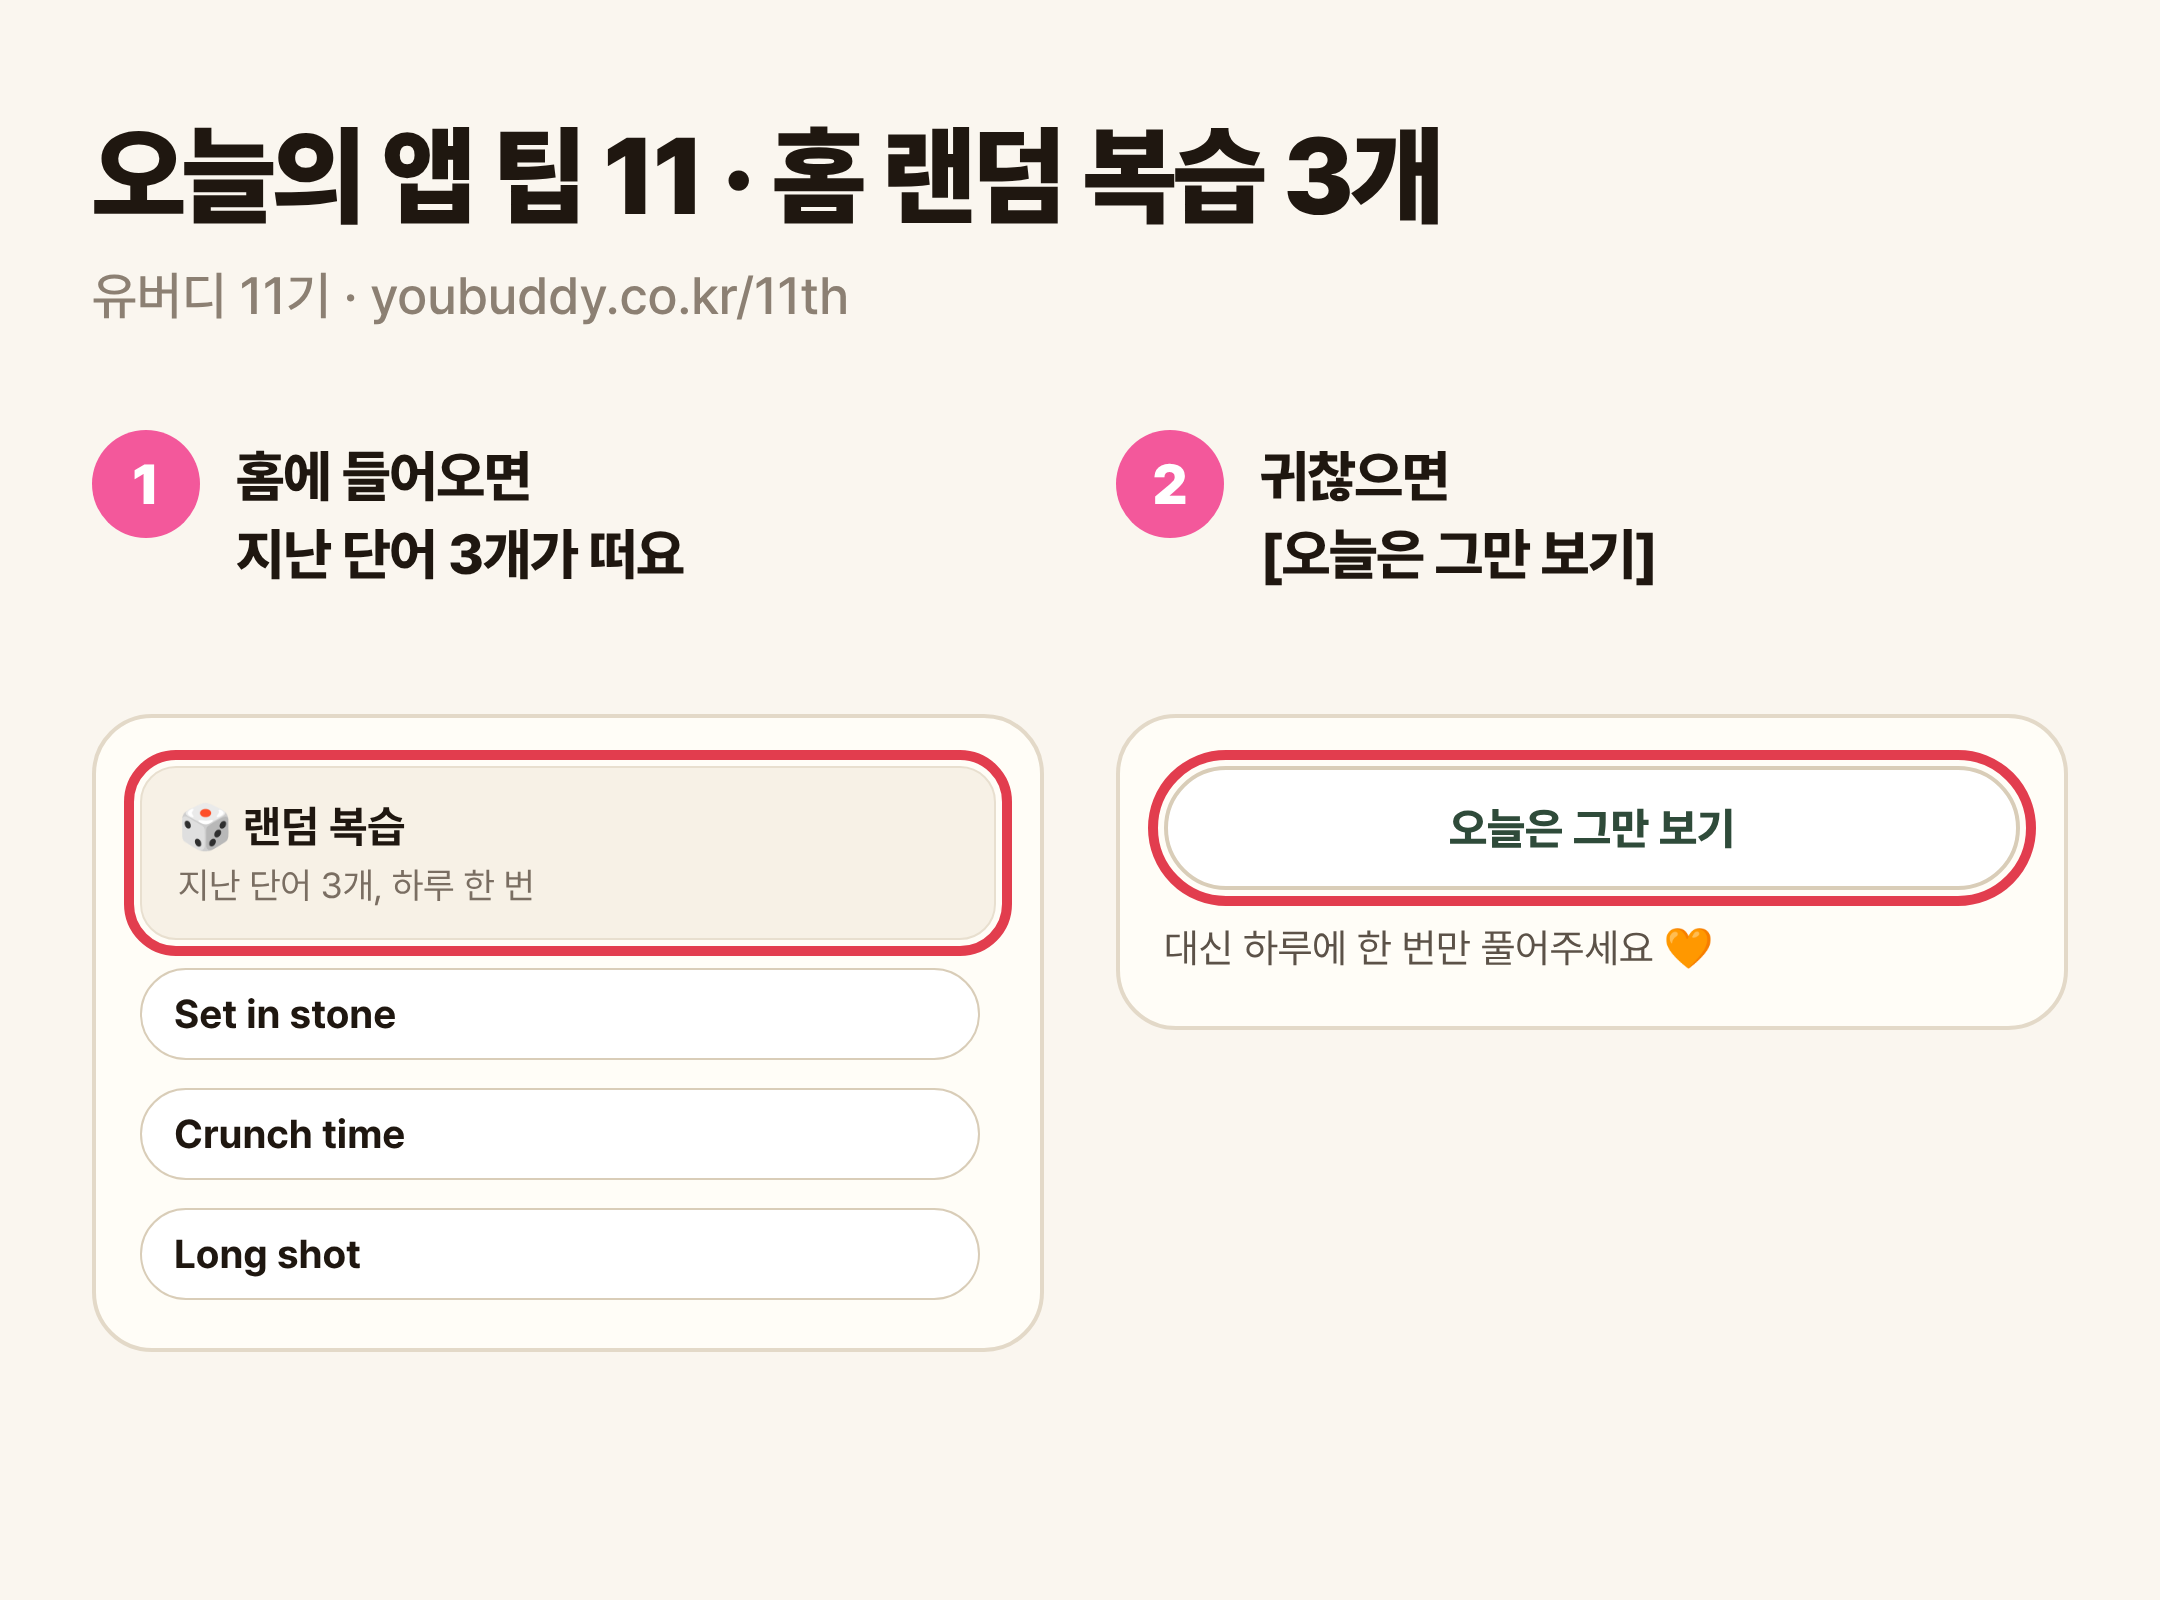 오늘의 앱 팁 11 · 홈 랜덤 복습 3개
유버디 11기 · youbuddy.co.kr/11th
1
홈에 들어오면
지난 단어 3개가 떠요
🎲 랜덤 복습
지난 단어 3개, 하루 한 번
Set in stone
Crunch time
Long shot
2
귀찮으면
[오늘은 그만 보기]
오늘은 그만 보기
대신 하루에 한 번만 풀어주세요 🧡